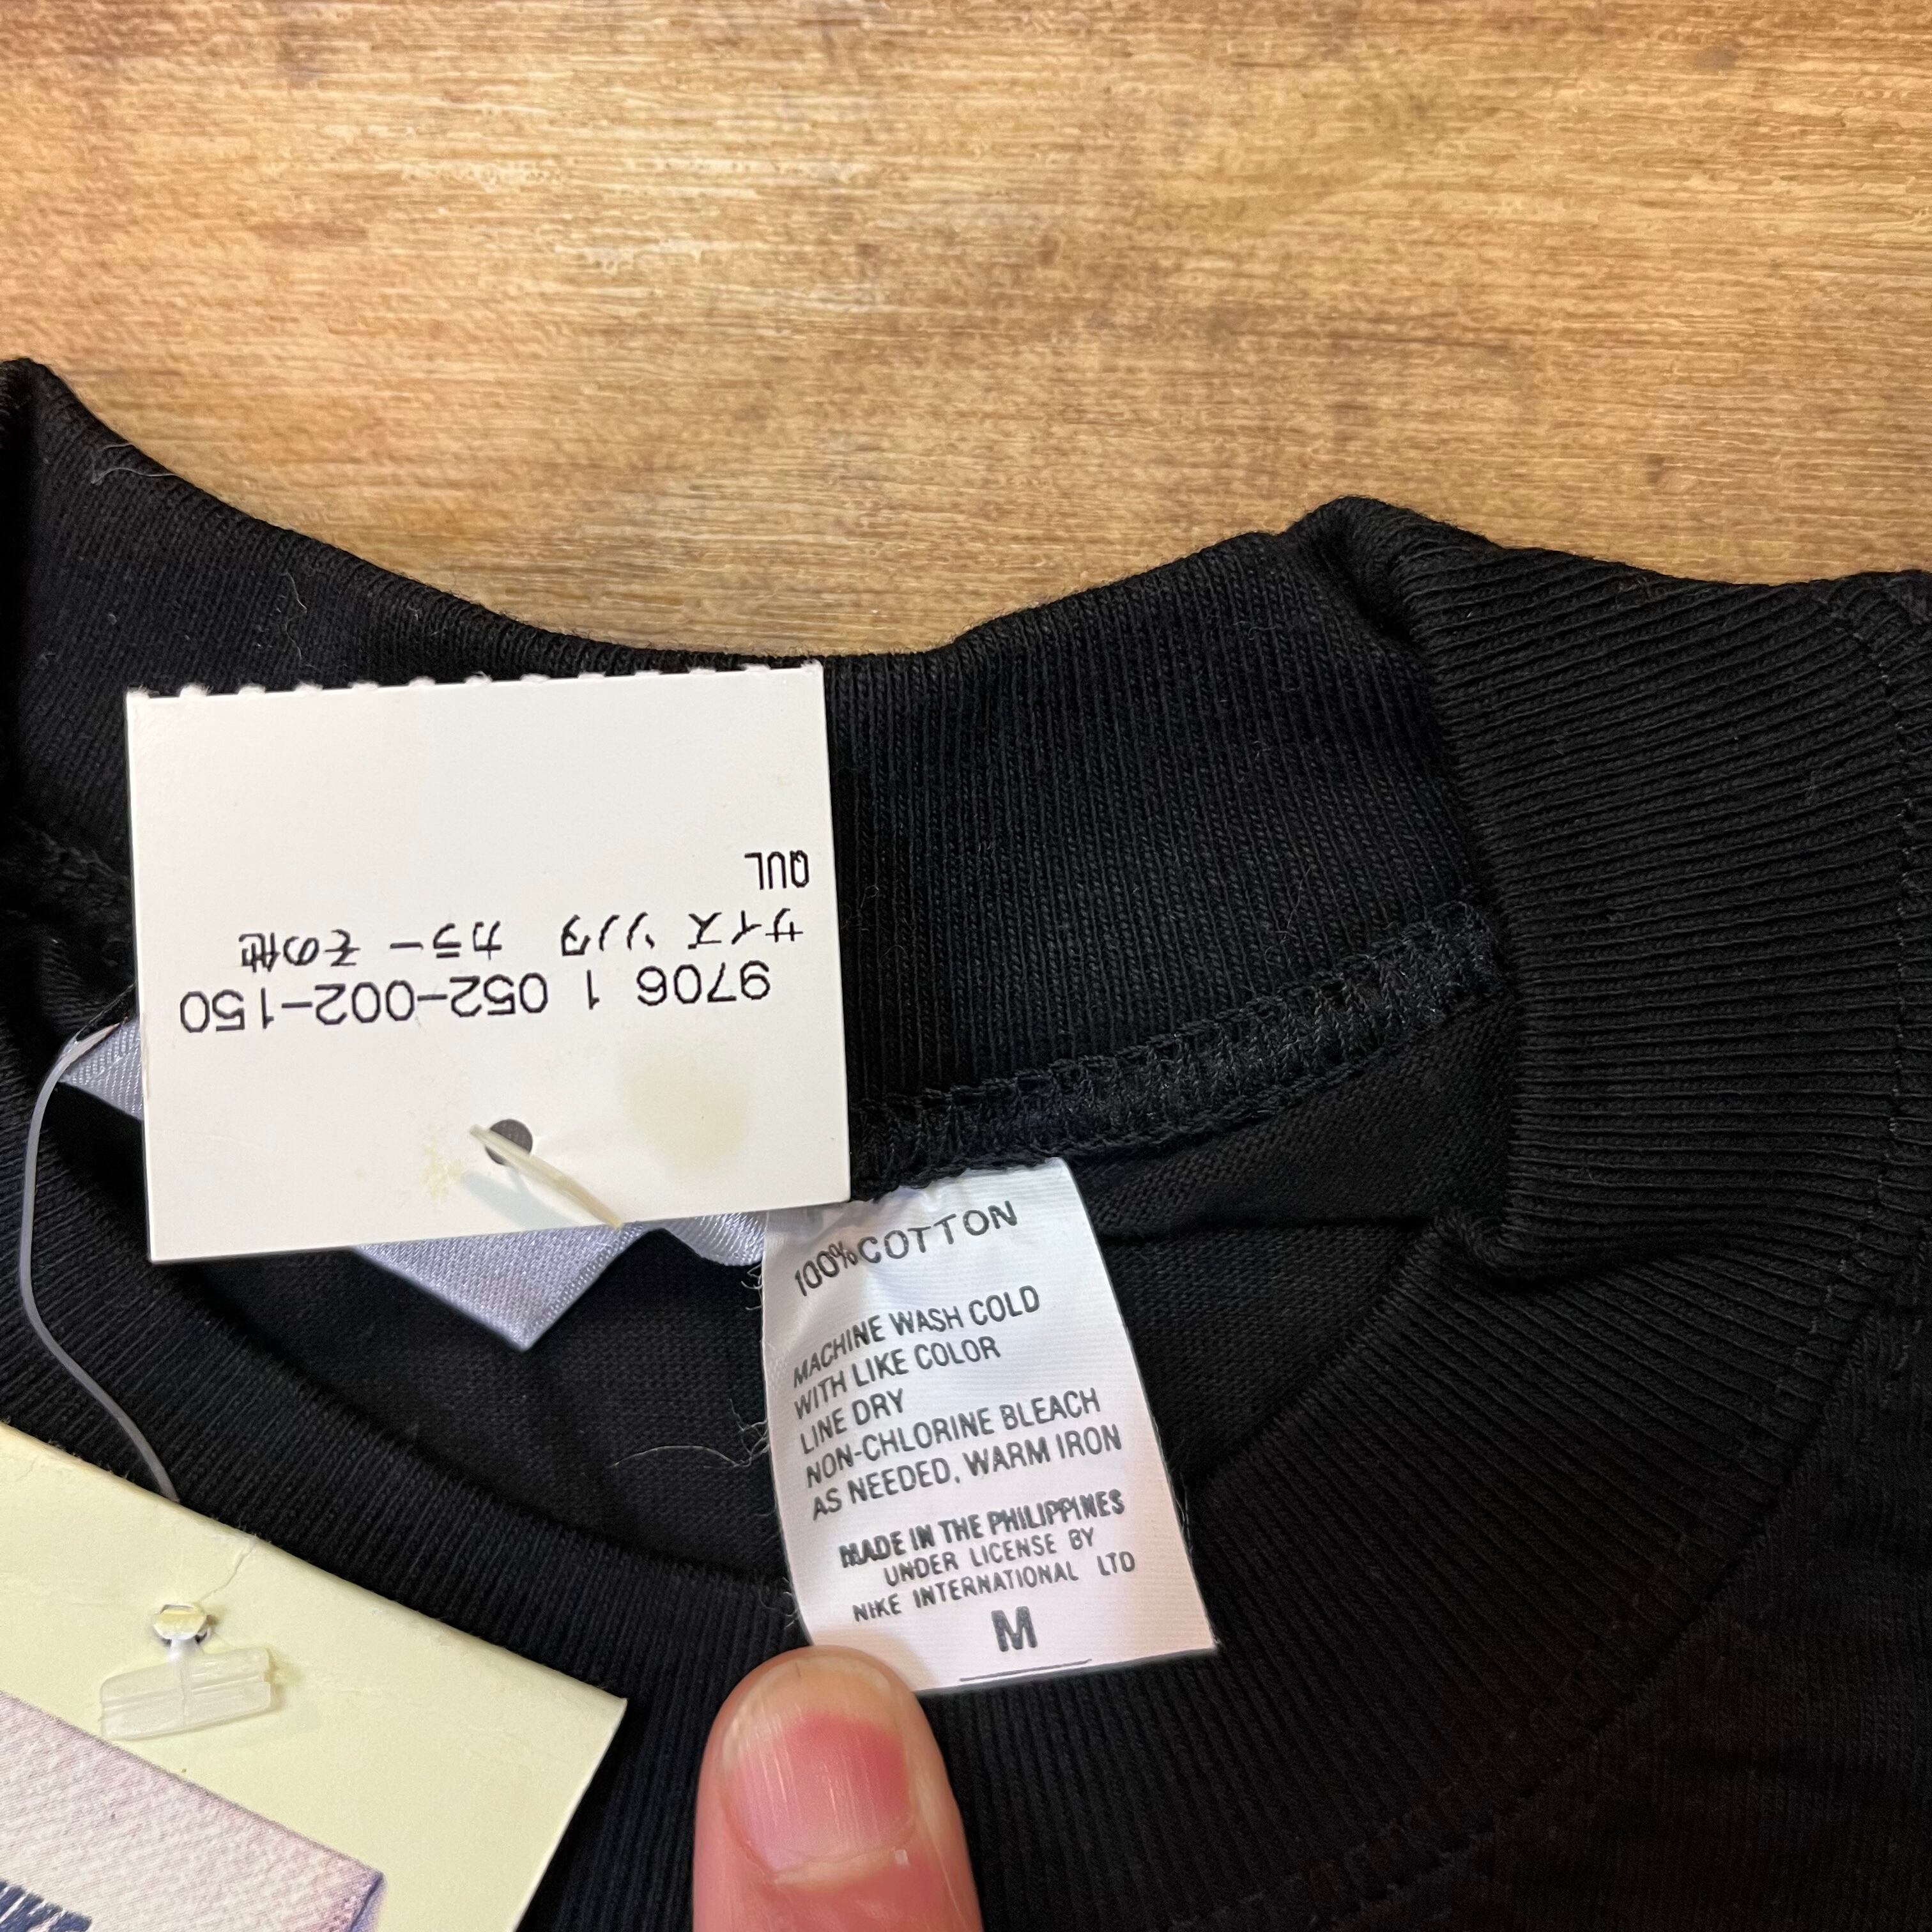 9706 1 052-002-150
サイズ ソノタ カラー その他
QUL
100% COTTON
MACHINE WASH COLD
WITH LIKE COLOR
LINE DRY
NON-CHLORINE BLEACH
AS NEEDED, WARM IRON
MADE IN THE PHILIPPINES
UNDER LICENSE BY
NIKE INTERNATIONAL LTD
M